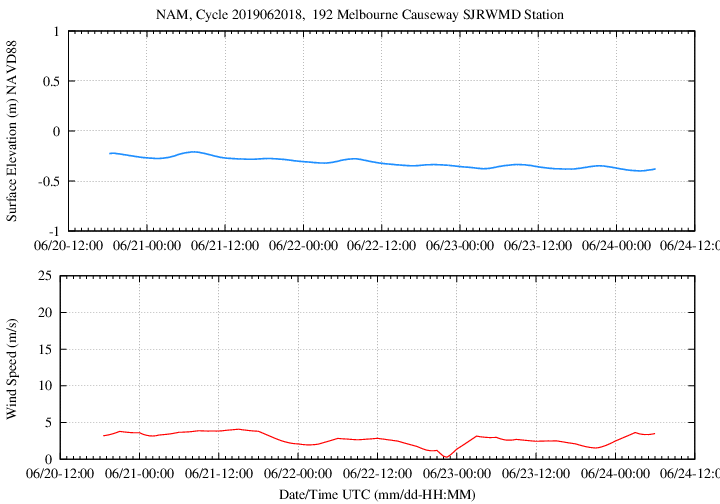 NAM, Cycle 2019062018,  192 Melbourne Causeway SJRWMD Station
Surface Elevation (m) NAVD88
1
0.5
0
-0.5
-1
06/20-12:00 06/21-00:00 06/21-12:00 06/22-00:00 06/22-12:00 06/23-00:00 06/23-12:00 06/24-00:00 06/24-12:0
Wind Speed (m/s)
25
20
15
10
5
0
06/20-12:00 06/21-00:00 06/21-12:00 06/22-00:00 06/22-12:00 06/23-00:00 06/23-12:00 06/24-00:00 06/24-12:00
Date/Time UTC (mm/dd-HH:MM)